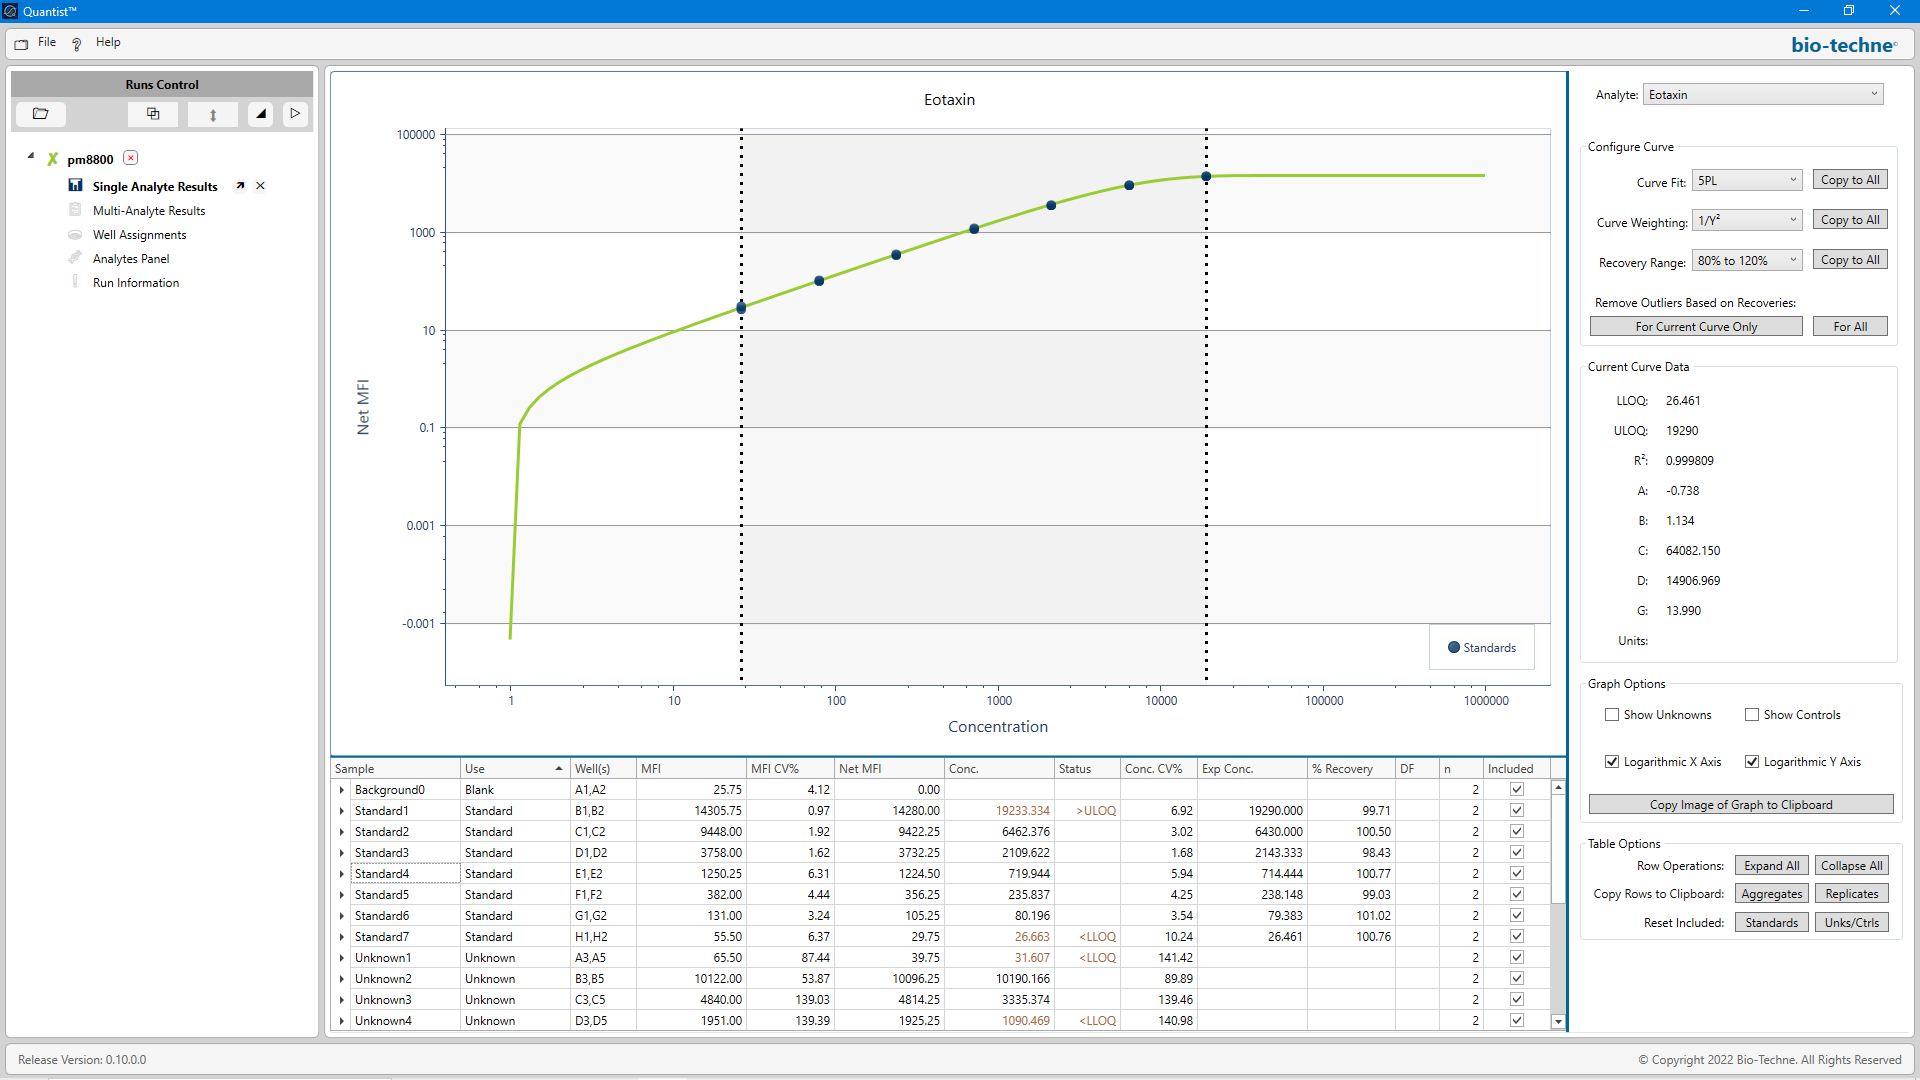 Quantist™
File Help
bio-techne®
Runs Control
pm8800
Single Analyte Results
Multi-Analyte Results
Well Assignments
Analytes Panel
Run Information
Eotaxin
100000
1000
10
0.1
0.001
-0.001
Net MFI
Standards
1 10 100 1000 10000 100000 1000000
Concentration
Sample Use Well(s) MFI MFI CV% Net MFI Conc. Status Conc. CV% Exp Conc. % Recovery DF n Included
Background0 Blank A1,A2 25.75 4.12 0.00 2
Standard1 Standard B1,B2 14305.75 0.97 14280.00 19233.334 >ULOQ 6.92 19290.000 99.71 2
Standard2 Standard C1,C2 9448.00 1.92 9422.25 6462.376 3.02 6430.000 100.50 2
Standard3 Standard D1,D2 3758.00 1.62 3732.25 2109.622 1.68 2143.333 98.43 2
Standard4 Standard E1,E2 1250.25 6.31 1224.50 719.944 5.94 714.444 100.77 2
Standard5 Standard F1,F2 382.00 4.44 356.25 235.837 4.25 238.148 99.03 2
Standard6 Standard G1,G2 131.00 3.24 105.25 80.196 3.54 79.383 101.02 2
Standard7 Standard H1,H2 55.50 6.37 29.75 26.663 <LLOQ 10.24 26.461 100.76 2
Unknown1 Unknown A3,A5 65.50 87.44 39.75 31.607 <LLOQ 141.42 2
Unknown2 Unknown B3,B5 10122.00 53.87 10096.25 10190.166 89.89 2
Unknown3 Unknown C3,C5 4840.00 139.03 4814.25 3335.374 139.46 2
Unknown4 Unknown D3,D5 1951.00 139.39 1925.25 1090.469 <LLOQ 140.98 2
Analyte: Eotaxin
Configure Curve
Curve Fit: 5PL Copy to All
Curve Weighting: 1/Y² Copy to All
Recovery Range: 80% to 120% Copy to All
Remove Outliers Based on Recoveries:
For Current Curve Only For All
Current Curve Data
LLOQ: 26.461
ULOQ: 19290
R²: 0.999809
A: -0.738
B: 1.134
C: 64082.150
D: 14906.969
G: 13.990
Units:
Graph Options
Show Unknowns Show Controls
Logarithmic X Axis Logarithmic Y Axis
Copy Image of Graph to Clipboard
Table Options
Row Operations: Expand All Collapse All
Copy Rows to Clipboard: Aggregates Replicates
Reset Included: Standards Unks/Ctrls
Release Version: 0.10.0.0
© Copyright 2022 Bio-Techne. All Rights Reserved